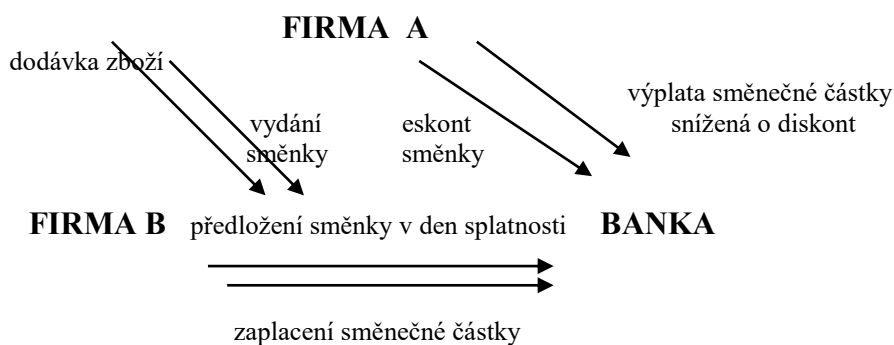 FIRMA A
dodávka zboží
výplata směnečné částky
snížená o diskont
vydání
směnky
eskont
směnky
FIRMA B
předložení směnky v den splatnosti
BANKA
zaplacení směnečné částky